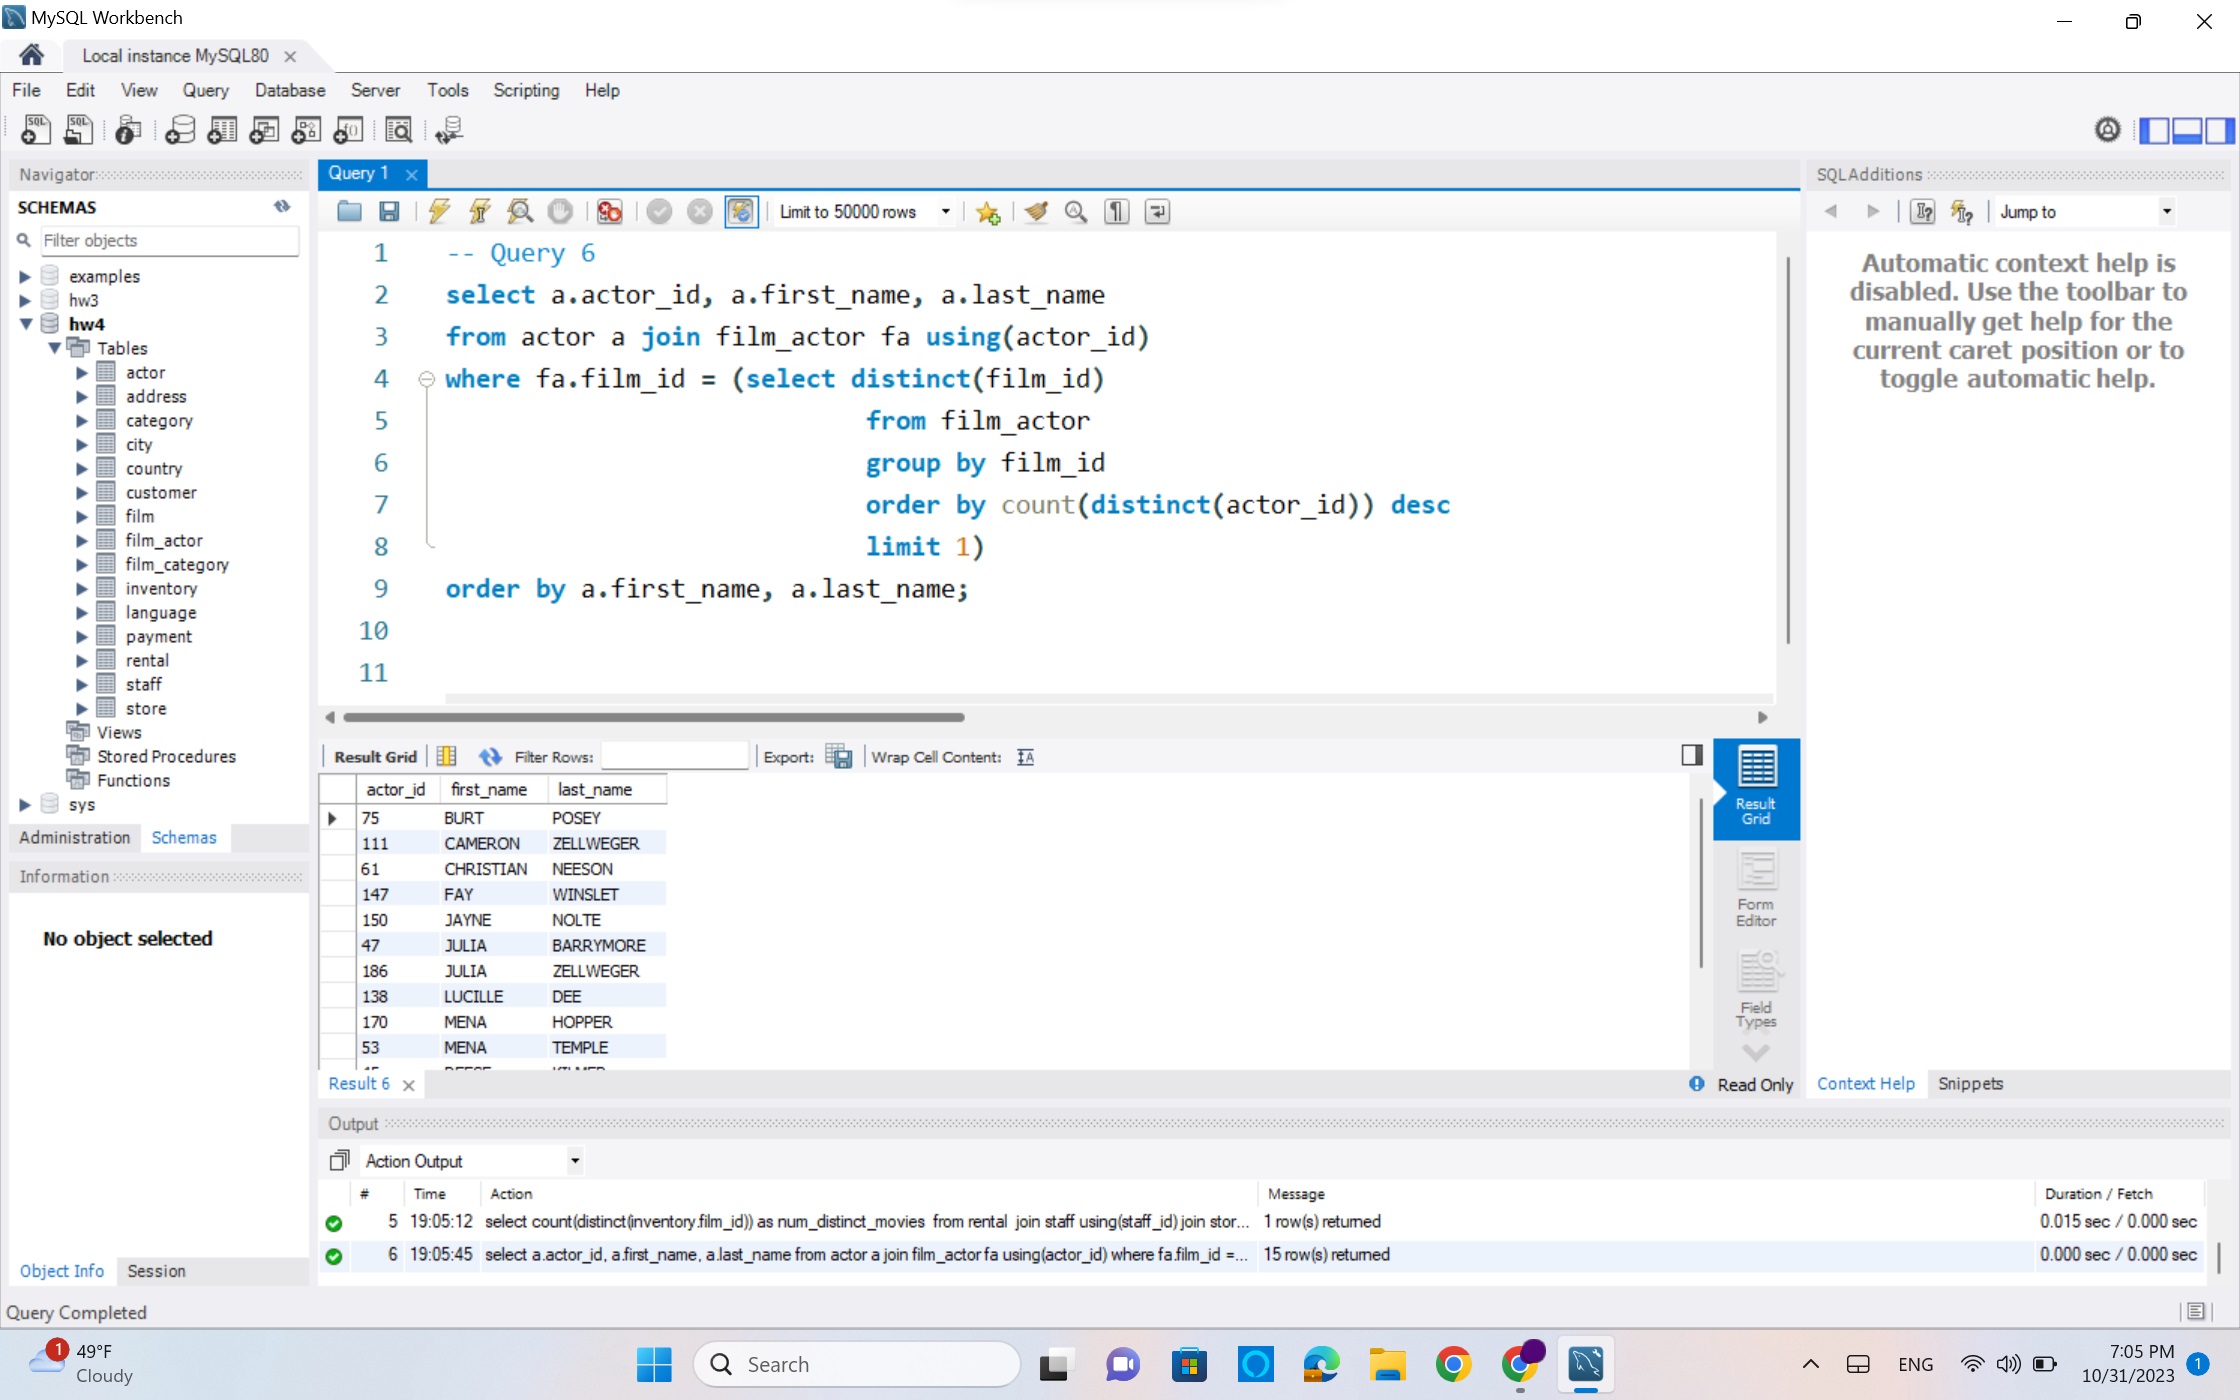 MySQL Workbench
Local instance MySQL80
File Edit View Query Database Server Tools Scripting Help
Navigator
SCHEMAS
Filter objects
examples
hw3
hw4
Tables
actor
address
category
city
country
customer
film
film_actor
film_category
inventory
language
payment
rental
staff
store
Views
Stored Procedures
Functions
sys
Administration Schemas
Information
No object selected
Object Info Session
Query Completed
Query 1
Limit to 50000 rows
1 -- Query 6
2 select a.actor_id, a.first_name, a.last_name
3 from actor a join film_actor fa using(actor_id)
4 where fa.film_id = (select distinct(film_id)
5 from film_actor
6 group by film_id
7 order by count(distinct(actor_id)) desc
8 limit 1)
9 order by a.first_name, a.last_name;
10
11
Result Grid Filter Rows: Export: Wrap Cell Content:
actor_id first_name last_name
75 BURT POSEY
111 CAMERON ZELLWEGER
61 CHRISTIAN NEESON
147 FAY WINSLET
150 JAYNE NOLTE
47 JULIA BARRYMORE
186 JULIA ZELLWEGER
138 LUCILLE DEE
170 MENA HOPPER
53 MENA TEMPLE
Result Grid
Form Editor
Field Types
Result 6
Read Only
SQLAdditions
Jump to
Automatic context help is
disabled. Use the toolbar to
manually get help for the
current caret position or to
toggle automatic help.
Context Help Snippets
Output
Action Output
# Time Action Message Duration / Fetch
5 19:05:12 select count(distinct(inventory.film_id)) as num_distinct_movies from rental join staff using(staff_id) join stor... 1 row(s) returned 0.015 sec / 0.000 sec
6 19:05:45 select a.actor_id, a.first_name, a.last_name from actor a join film_actor fa using(actor_id) where fa.film_id =... 15 row(s) returned 0.000 sec / 0.000 sec
1
49°F
Cloudy
Search
ENG
7:05 PM
10/31/2023
1